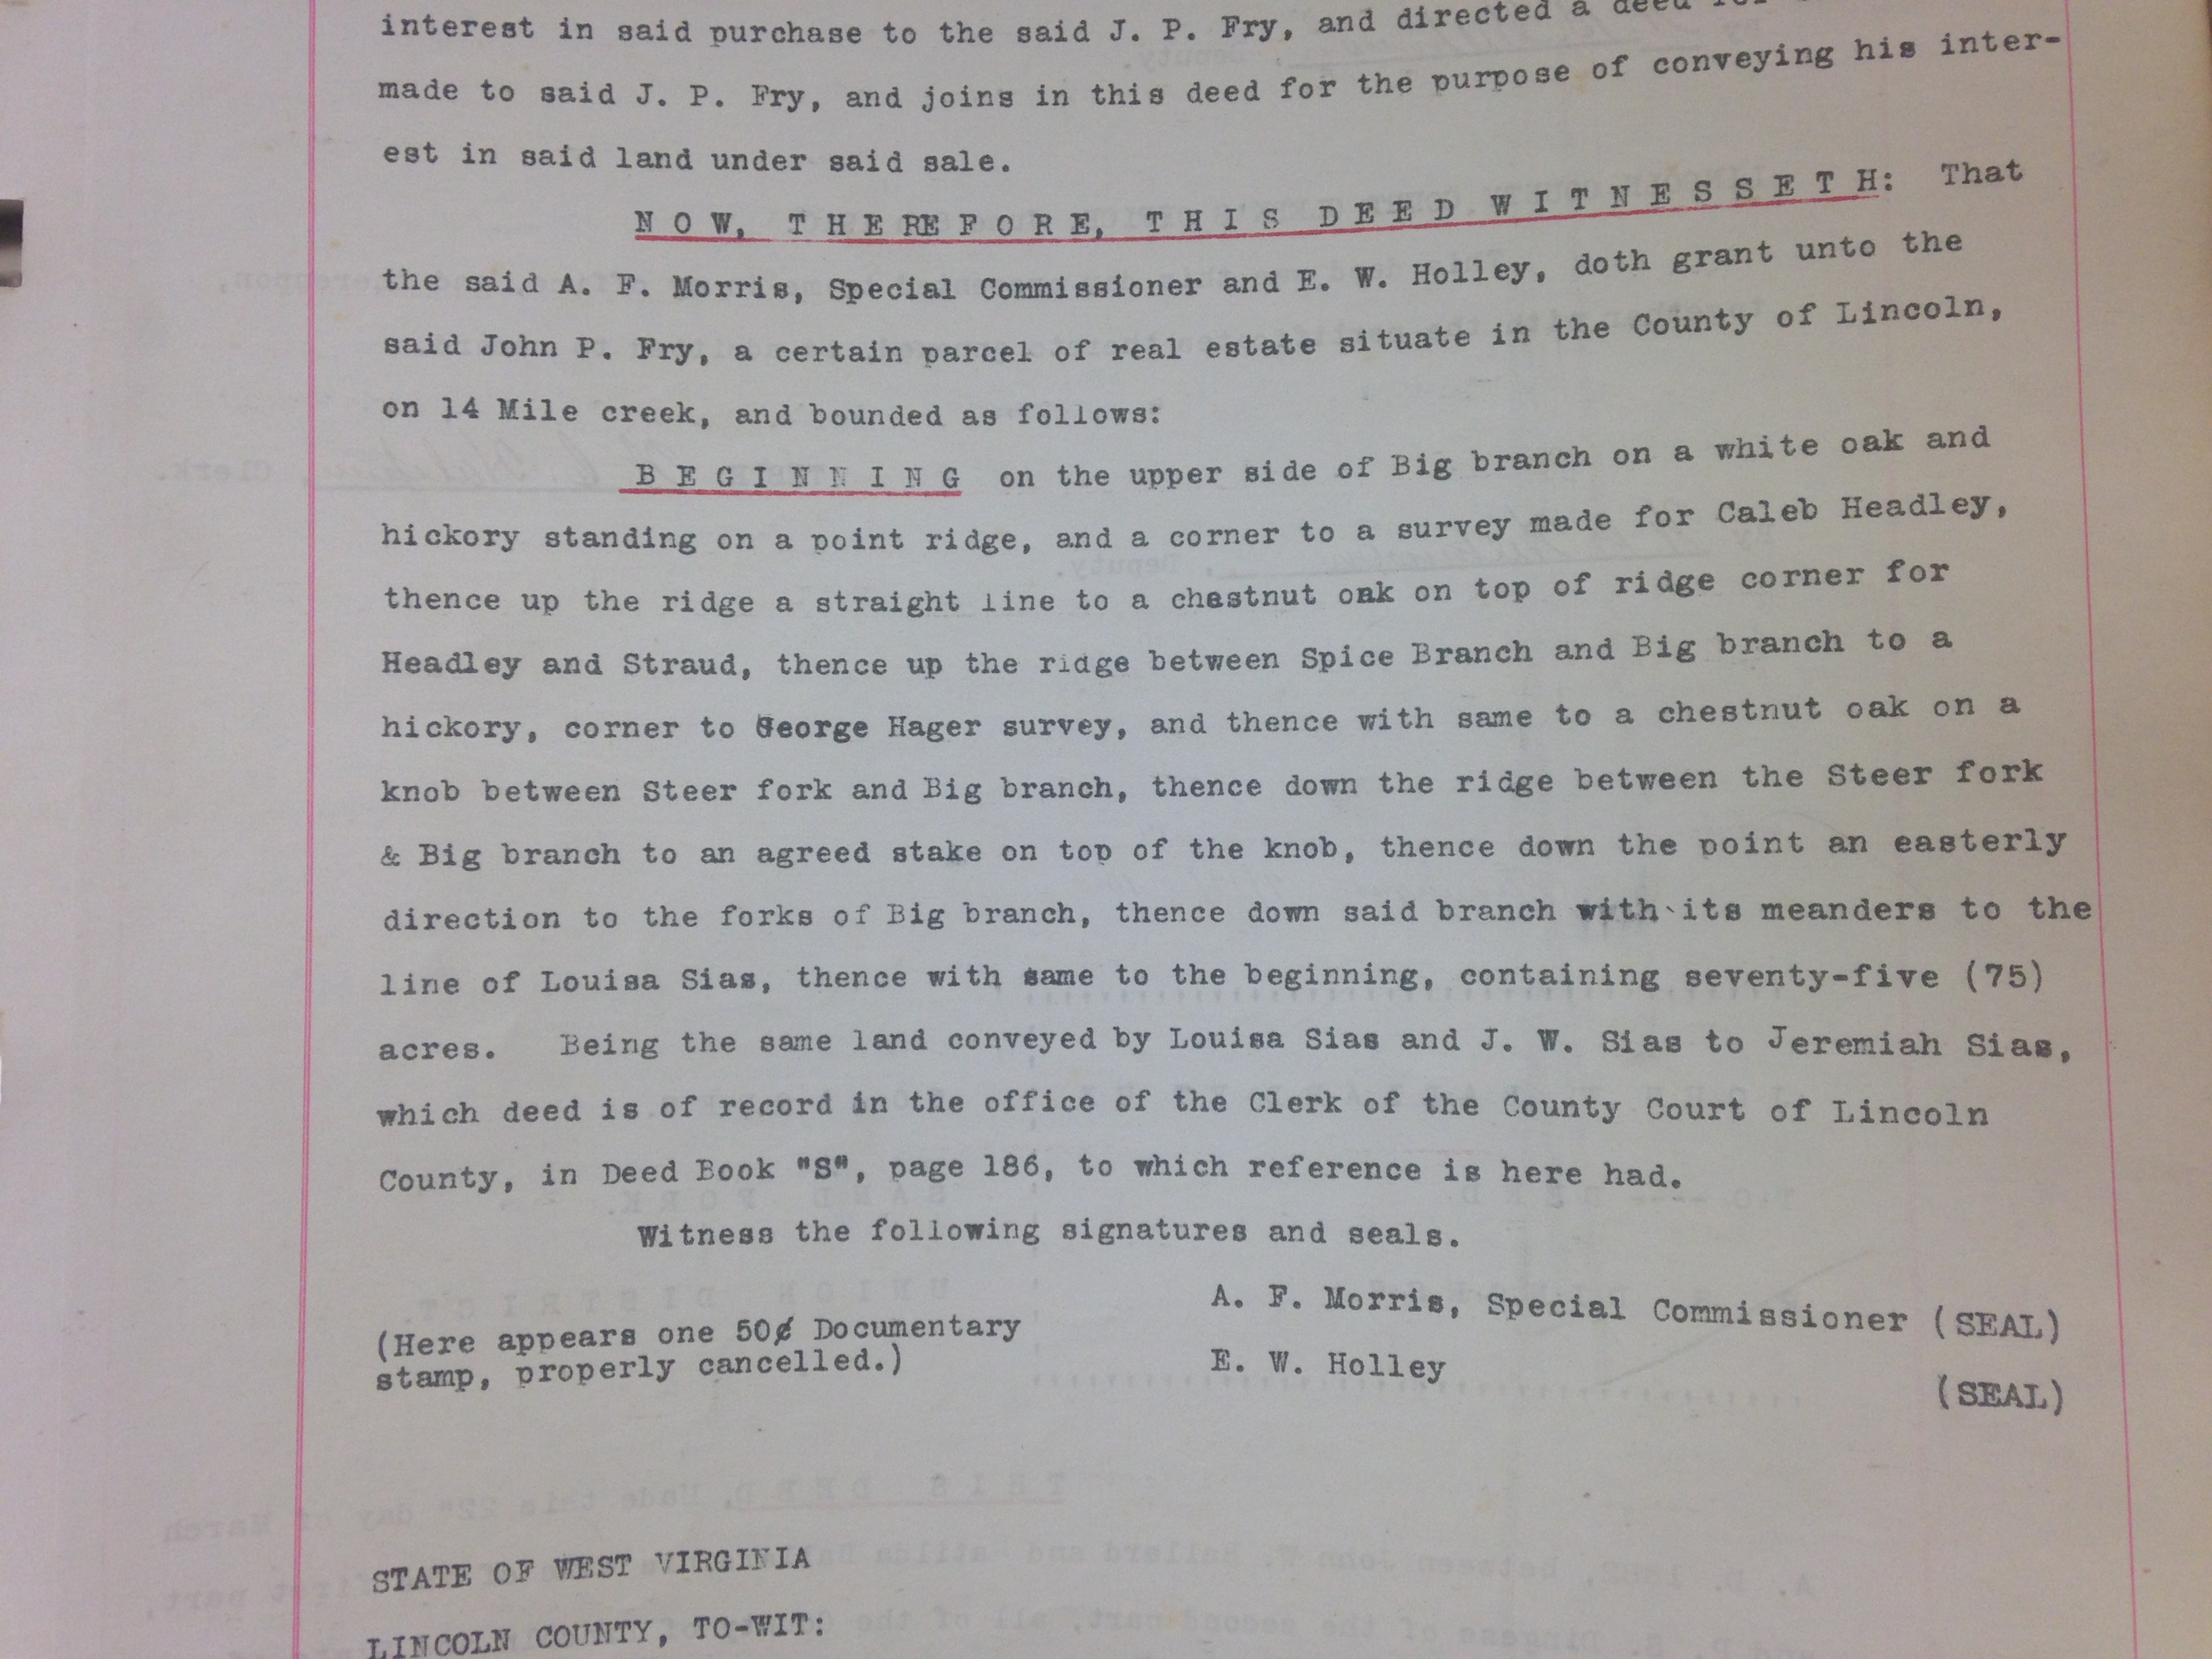 interest in said purchase to the said J. P. Fry, and directed a deed
made to said J. P. Fry, and joins in this deed for the purpose of conveying his inter-
est in said land under said sale.
N O W, T H E R E F O R E, T H I S D E E D W I T N E S S E T H: That
the said A. F. Morris, Special Commissioner and E. W. Holley, doth grant unto the
said John P. Fry, a certain parcel of real estate situate in the County of Lincoln,
on 14 Mile creek, and bounded as follows:
B E G I N N I N G on the upper side of Big branch on a white oak and
hickory standing on a point ridge, and a corner to a survey made for Caleb Headley,
thence up the ridge a straight line to a chastnut oak on top of ridge corner for
Headley and Straud, thence up the ridge between Spice Branch and Big branch to a
hickory, corner to George Hager survey, and thence with same to a chestnut oak on a
knob between Steer fork and Big branch, thence down the ridge between the Steer fork
& Big branch to an agreed stake on top of the knob, thence down the point an easterly
direction to the forks of Big branch, thence down said branch with its meanders to the
line of Louisa Sias, thence with same to the beginning, containing seventy-five (75)
acres. Being the same land conveyed by Louisa Sias and J. W. Sias to Jeremiah Sias,
which deed is of record in the office of the Clerk of the County Court of Lincoln
County, in Deed Book "S", page 186, to which reference is here had.
Witness the following signatures and seals.
A. F. Morris, Special Commissioner (SEAL)
(Here appears one 50¢ Documentary
stamp, properly cancelled.)
E. W. Holley (SEAL)
STATE OF WEST VIRGINIA
LINCOLN COUNTY, TO-WIT: